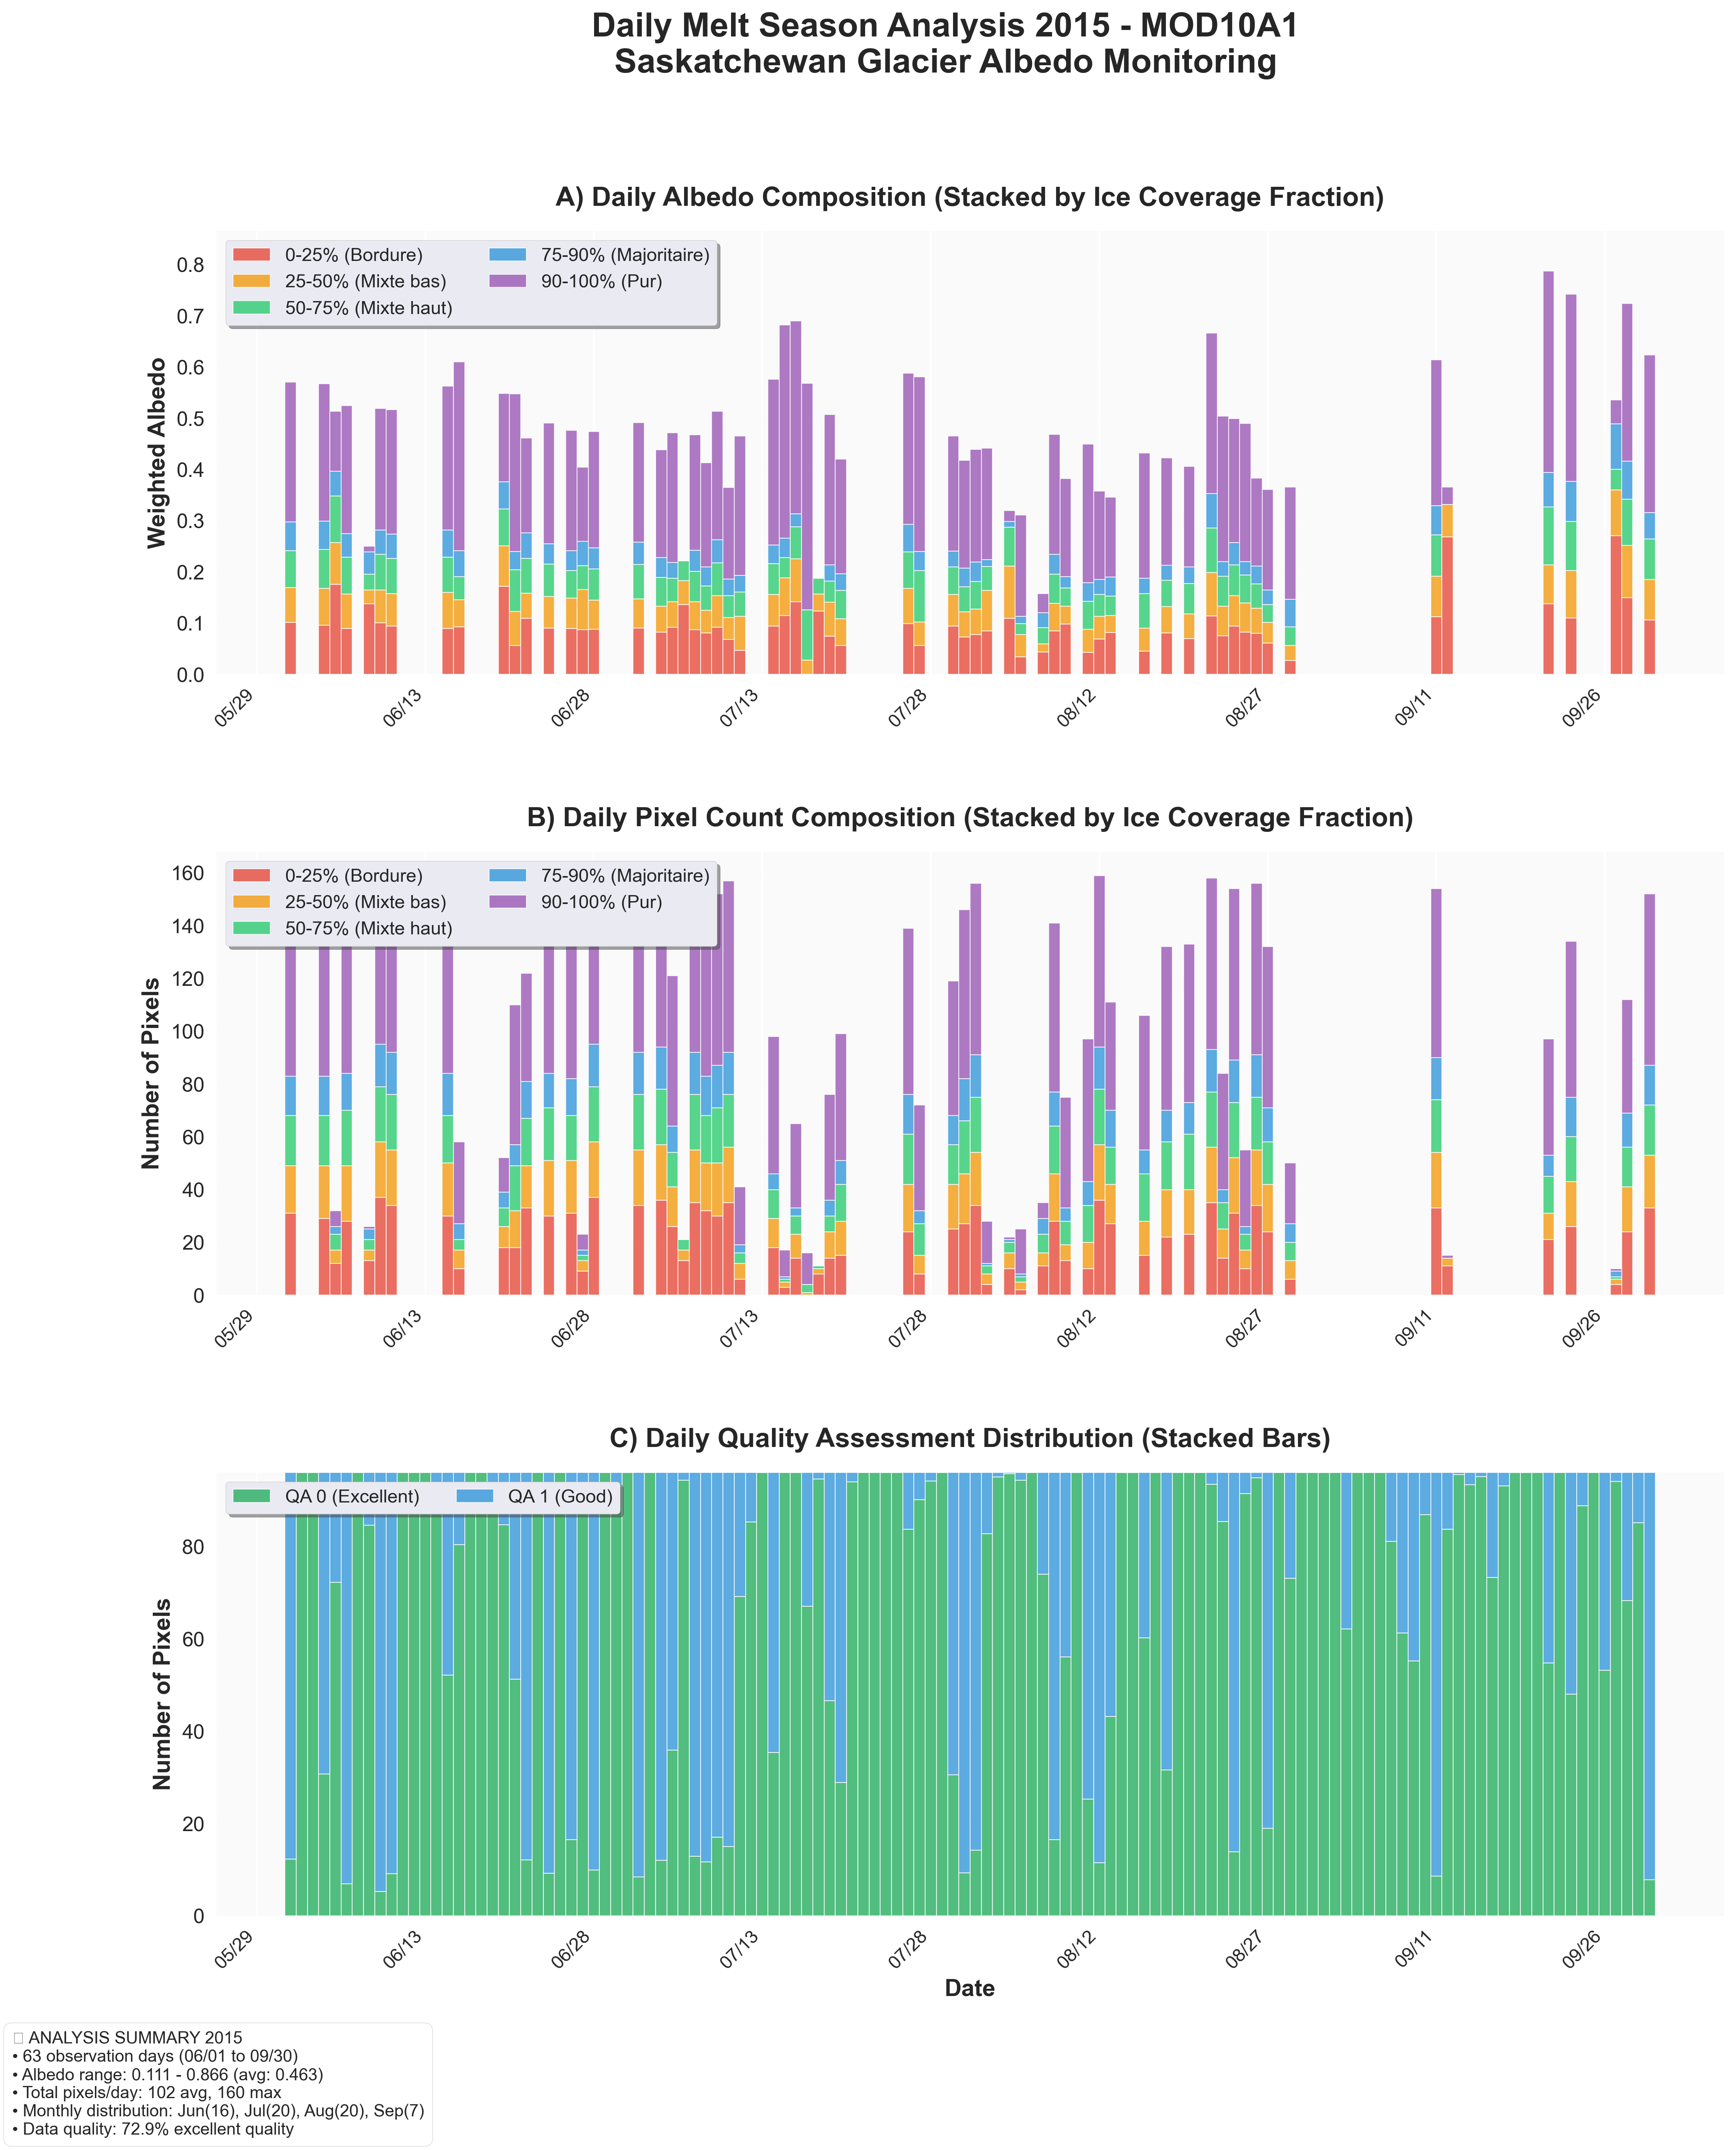 Daily Melt Season Analysis 2015 - MOD10A1
Saskatchewan Glacier Albedo Monitoring
A) Daily Albedo Composition (Stacked by Ice Coverage Fraction)
0-25% (Bordure)
25-50% (Mixte bas)
50-75% (Mixte haut)
75-90% (Majoritaire)
90-100% (Pur)
Weighted Albedo
0.8
0.7
0.6
0.5
0.4
0.3
0.2
0.1
0.0
05/29
06/13
06/28
07/13
07/28
08/12
08/27
09/11
09/26
B) Daily Pixel Count Composition (Stacked by Ice Coverage Fraction)
0-25% (Bordure)
25-50% (Mixte bas)
50-75% (Mixte haut)
75-90% (Majoritaire)
90-100% (Pur)
Number of Pixels
160
140
120
100
80
60
40
20
0
05/29
06/13
06/28
07/13
07/28
08/12
08/27
09/11
09/26
C) Daily Quality Assessment Distribution (Stacked Bars)
QA 0 (Excellent)
QA 1 (Good)
Number of Pixels
80
60
40
20
0
05/29
06/13
06/28
07/13
07/28
08/12
08/27
09/11
09/26
Date
ANALYSIS SUMMARY 2015
• 63 observation days (06/01 to 09/30)
• Albedo range: 0.111 - 0.866 (avg: 0.463)
• Total pixels/day: 102 avg, 160 max
• Monthly distribution: Jun(16), Jul(20), Aug(20), Sep(7)
• Data quality: 72.9% excellent quality